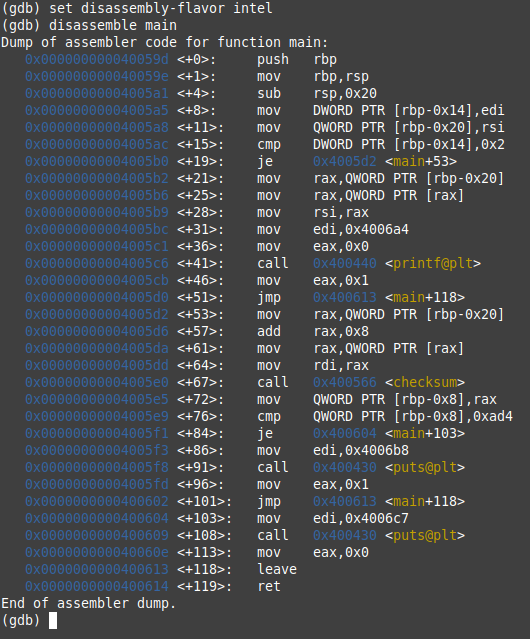 (gdb) set disassembly-flavor intel
(gdb) disassemble main
Dump of assembler code for function main:
   0x000000000040059d <+0>:     push   rbp
   0x000000000040059e <+1>:     mov    rbp,rsp
   0x00000000004005a1 <+4>:     sub    rsp,0x20
   0x00000000004005a5 <+8>:     mov    DWORD PTR [rbp-0x14],edi
   0x00000000004005a8 <+11>:    mov    QWORD PTR [rbp-0x20],rsi
   0x00000000004005ac <+15>:    cmp    DWORD PTR [rbp-0x14],0x2
   0x00000000004005b0 <+19>:    je     0x4005d2 <main+53>
   0x00000000004005b2 <+21>:    mov    rax,QWORD PTR [rbp-0x20]
   0x00000000004005b6 <+25>:    mov    rax,QWORD PTR [rax]
   0x00000000004005b9 <+28>:    mov    rsi,rax
   0x00000000004005bc <+31>:    mov    edi,0x4006a4
   0x00000000004005c1 <+36>:    mov    eax,0x0
   0x00000000004005c6 <+41>:    call   0x400440 <printf@plt>
   0x00000000004005cb <+46>:    mov    eax,0x1
   0x00000000004005d0 <+51>:    jmp    0x400613 <main+118>
   0x00000000004005d2 <+53>:    mov    rax,QWORD PTR [rbp-0x20]
   0x00000000004005d6 <+57>:    add    rax,0x8
   0x00000000004005da <+61>:    mov    rax,QWORD PTR [rax]
   0x00000000004005dd <+64>:    mov    rdi,rax
   0x00000000004005e0 <+67>:    call   0x400566 <checksum>
   0x00000000004005e5 <+72>:    mov    QWORD PTR [rbp-0x8],rax
   0x00000000004005e9 <+76>:    cmp    QWORD PTR [rbp-0x8],0xad4
   0x00000000004005f1 <+84>:    je     0x400604 <main+103>
   0x00000000004005f3 <+86>:    mov    edi,0x4006b8
   0x00000000004005f8 <+91>:    call   0x400430 <puts@plt>
   0x00000000004005fd <+96>:    mov    eax,0x1
   0x0000000000400602 <+101>:   jmp    0x400613 <main+118>
   0x0000000000400604 <+103>:   mov    edi,0x4006c7
   0x0000000000400609 <+108>:   call   0x400430 <puts@plt>
   0x000000000040060e <+113>:   mov    eax,0x0
   0x0000000000400613 <+118>:   leave
   0x0000000000400614 <+119>:   ret
End of assembler dump.
(gdb)